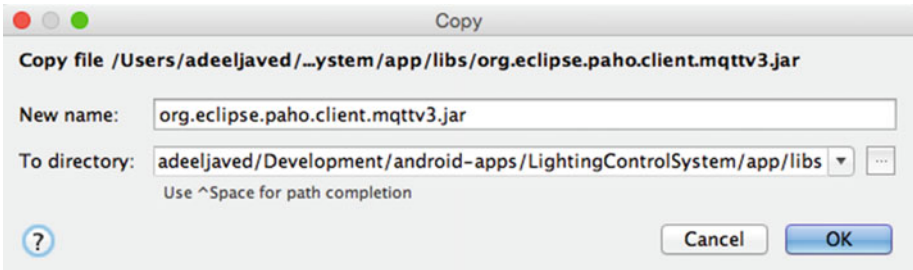 Copy
Copy file /Users/adeeljaved/...ystem/app/libs/org.eclipse.paho.client.mqttv3.jar
New name: org.eclipse.paho.client.mqttv3.jar
To directory: adeeljaved/Development/android-apps/LightingControlSystem/app/libs ...
Use ^Space for path completion
? Cancel OK